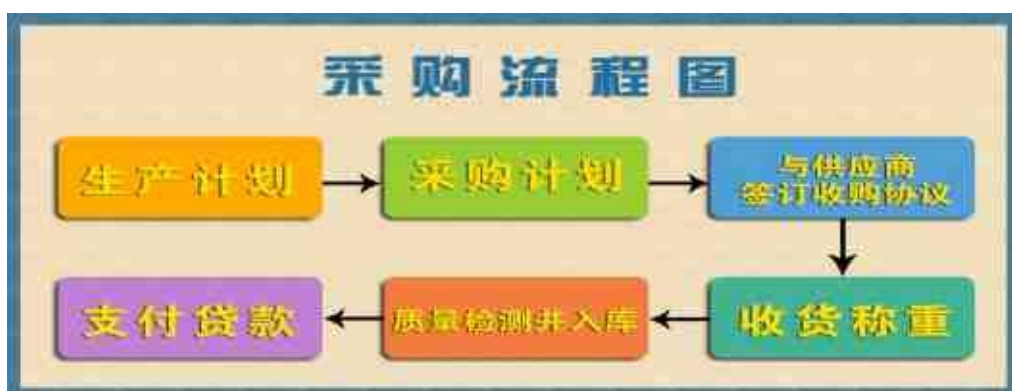 采购流程图
生产计划
采购计划
与供应商
签订收购协议
收货称重
质量检测并入库
支付贷款